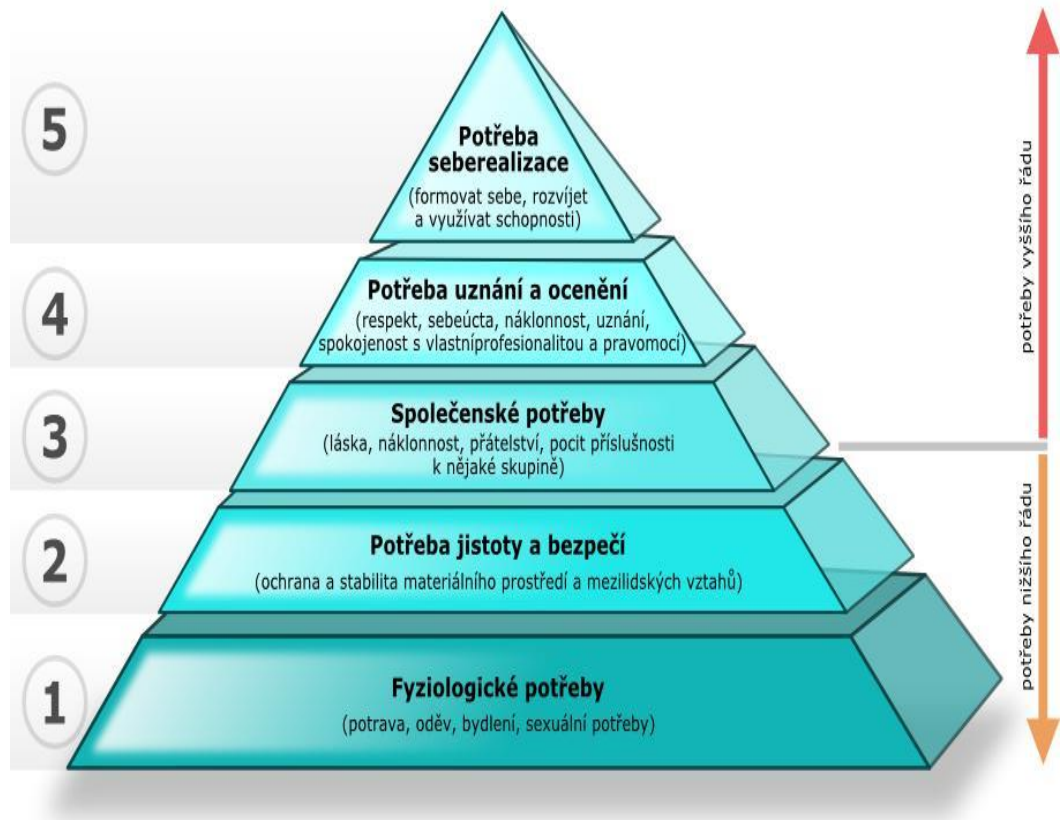 5
Potřeba
seberealizace
(formovat sebe, rozvíjet
a využívat schopnosti)
4
Potřeba uznání a ocenění
(respekt, sebeúcta, náklonnost, uznání,
spokojenost s vlastníprofesionalitou a pravomocí)
3
Společenské potřeby
(láska, náklonnost, přátelství, pocit příslušnosti
k nějaké skupině)
2
Potřeba jistoty a bezpečí
(ochrana a stabilita materiálního prostředí a mezilidských vztahů)
1
Fyziologické potřeby
(potrava, oděv, bydlení, sexuální potřeby)
potřeby vyššího řádu
potřeby nižšího řádu